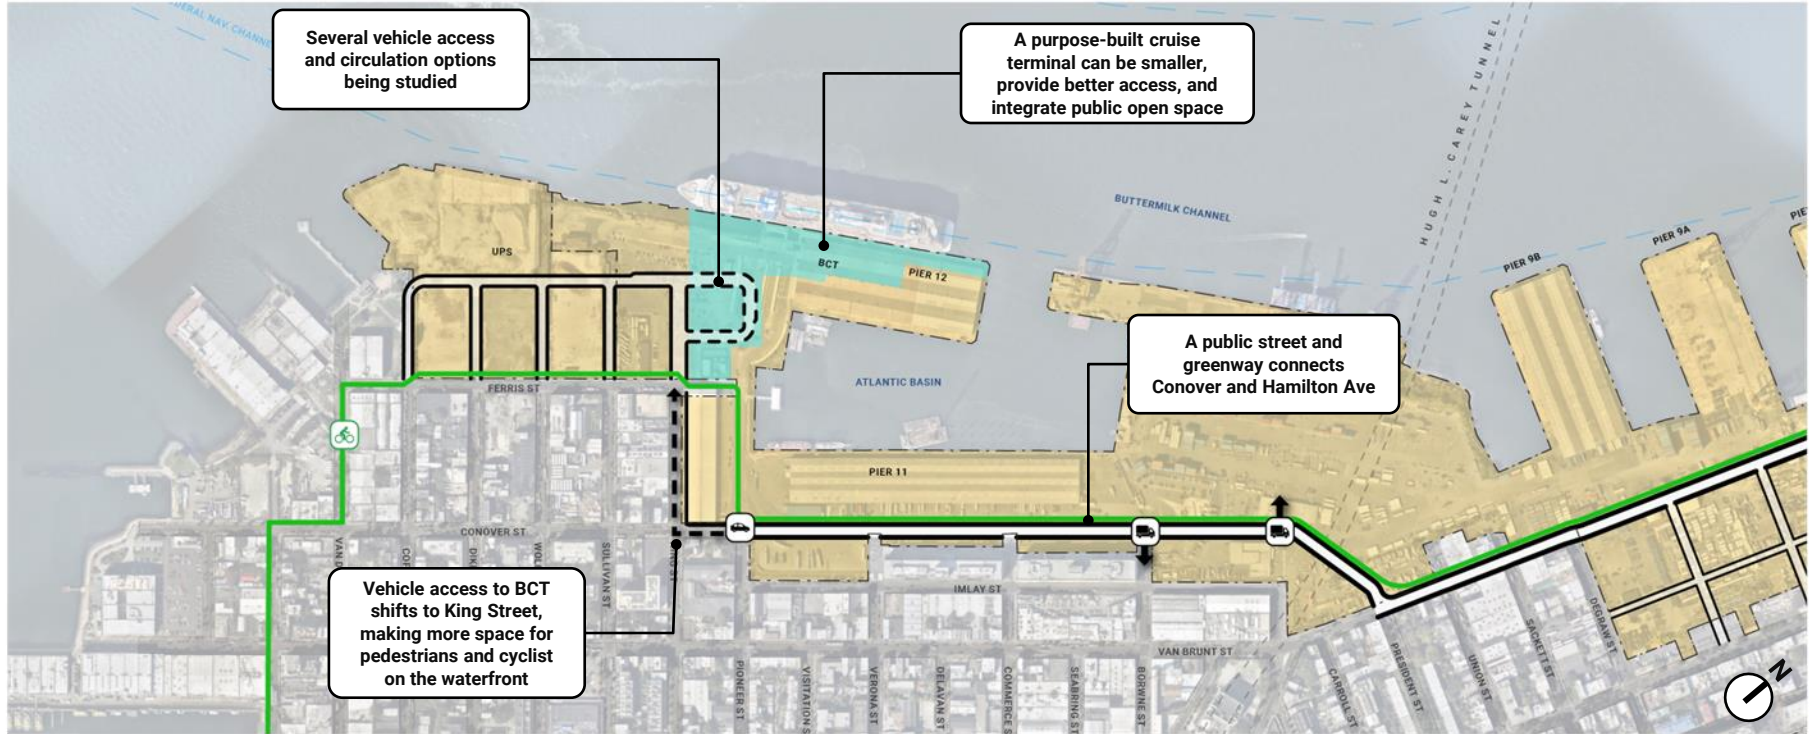 FEDERAL NAV. CHANNEL
Several vehicle access
and circulation options
being studied
A purpose-built cruise
terminal can be smaller,
provide better access, and
integrate public open space
HUGH L. CAREY TUNNEL
BUTTERMILK CHANNEL
UPS
BCT
PIER 12
PIER 9B
PIER 9A
A public street and
greenway connects
Conover and Hamilton Ave
ATLANTIC BASIN
FERRIS ST
PIER 11
CONOVER ST
SULLIVAN ST
Vehicle access to BCT
shifts to King Street,
making more space for
pedestrians and cyclist
on the waterfront
IMLAY ST
VAN BRUNT ST
PIONEER ST
VISITATION S
VERONA ST
DELAVAN ST
COMMERCE S
SEABRING ST
BORWNE ST
CARROLL ST
PRESIDENT ST
UNION ST
SACKETT ST
DEGRAW ST
N